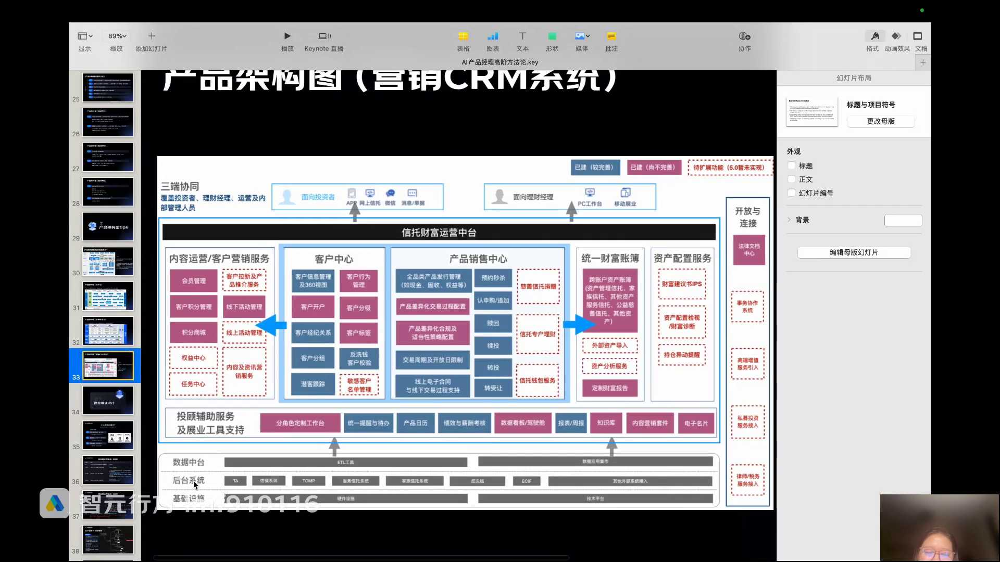 89%
显示
缩放
添加幻灯片
播放
Keynote 直播
表格
图表
文本
形状
媒体
批注
协作
格式
动画效果
文稿
AI产品经理高阶方法论.key
产品架构图（营销CRM系统）
幻灯片布局
标题与项目符号
更改母版
外观
标题
正文
幻灯片编号
背景
编辑母版幻灯片
25
26
27
28
29
产品架构图tips
30
31
32
33
34
商业模式设计
35
36
37
38
已建（较完善）
已建（尚不完善）
待扩展功能（5.0暂未实现）
三端协同
覆盖投资者、理财经理、运营及内
部管理人员
面向投资者
APP
网上信托
微信
消息/单据
面向理财经理
PC工作台
移动展业
信托财富运营中台
内容运营/客户营销服务
会员管理
客户拉新及产
品推介服务
客户积分管理
线下活动管理
积分商城
线上活动管理
权益中心
内容及资讯营
销服务
任务中心
客户中心
客户信息管理
及360视图
客户行为
管理
客户开户
客户分级
客户经纪关系
客户标签
客户分组
反洗钱
客户校验
潜客跟踪
敏感客户
名单管理
产品销售中心
全品类产品发行管理
（如现金、固收、权益等）
预约秒杀
慈善信托捐赠
产品差异化交易过程配置
认申购/追加
产品差异化合规及
适当性策略配置
赎回
信托专户理财
续投
交易周期及开放日限制
转投
信托钱包服务
线上电子合同
与线下交易过程支持
转受让
统一财富账簿
跨账户资产账簿
(资产管理信托、家
族信托、其他资产
服务信托、公益慈
善信托、其他资
产）
外部资产导入
资产分析服务
定制财富报告
资产配置服务
财富建议书IPS
资产配置检视
/财富诊断
持仓异动提醒
投顾辅助服务
及展业工具支持
分角色定制工作台
统一提醒与待办
产品日历
绩效与薪酬考核
数据看板/驾驶舱
报表/周报
知识库
内容营销套件
电子名片
数据中台
ETL工具
数据应用集市
后台系统
TA
估值系统
TCMP
服务信托系统
家族信托系统
反洗钱
ECIF
其他外部系统接入
基础设施
硬件设施
技术平台
开放与
连接
法律文档
中心
事务协作
系统
高端增值
服务引入
私募投资
服务接入
律师/税务
服务接入